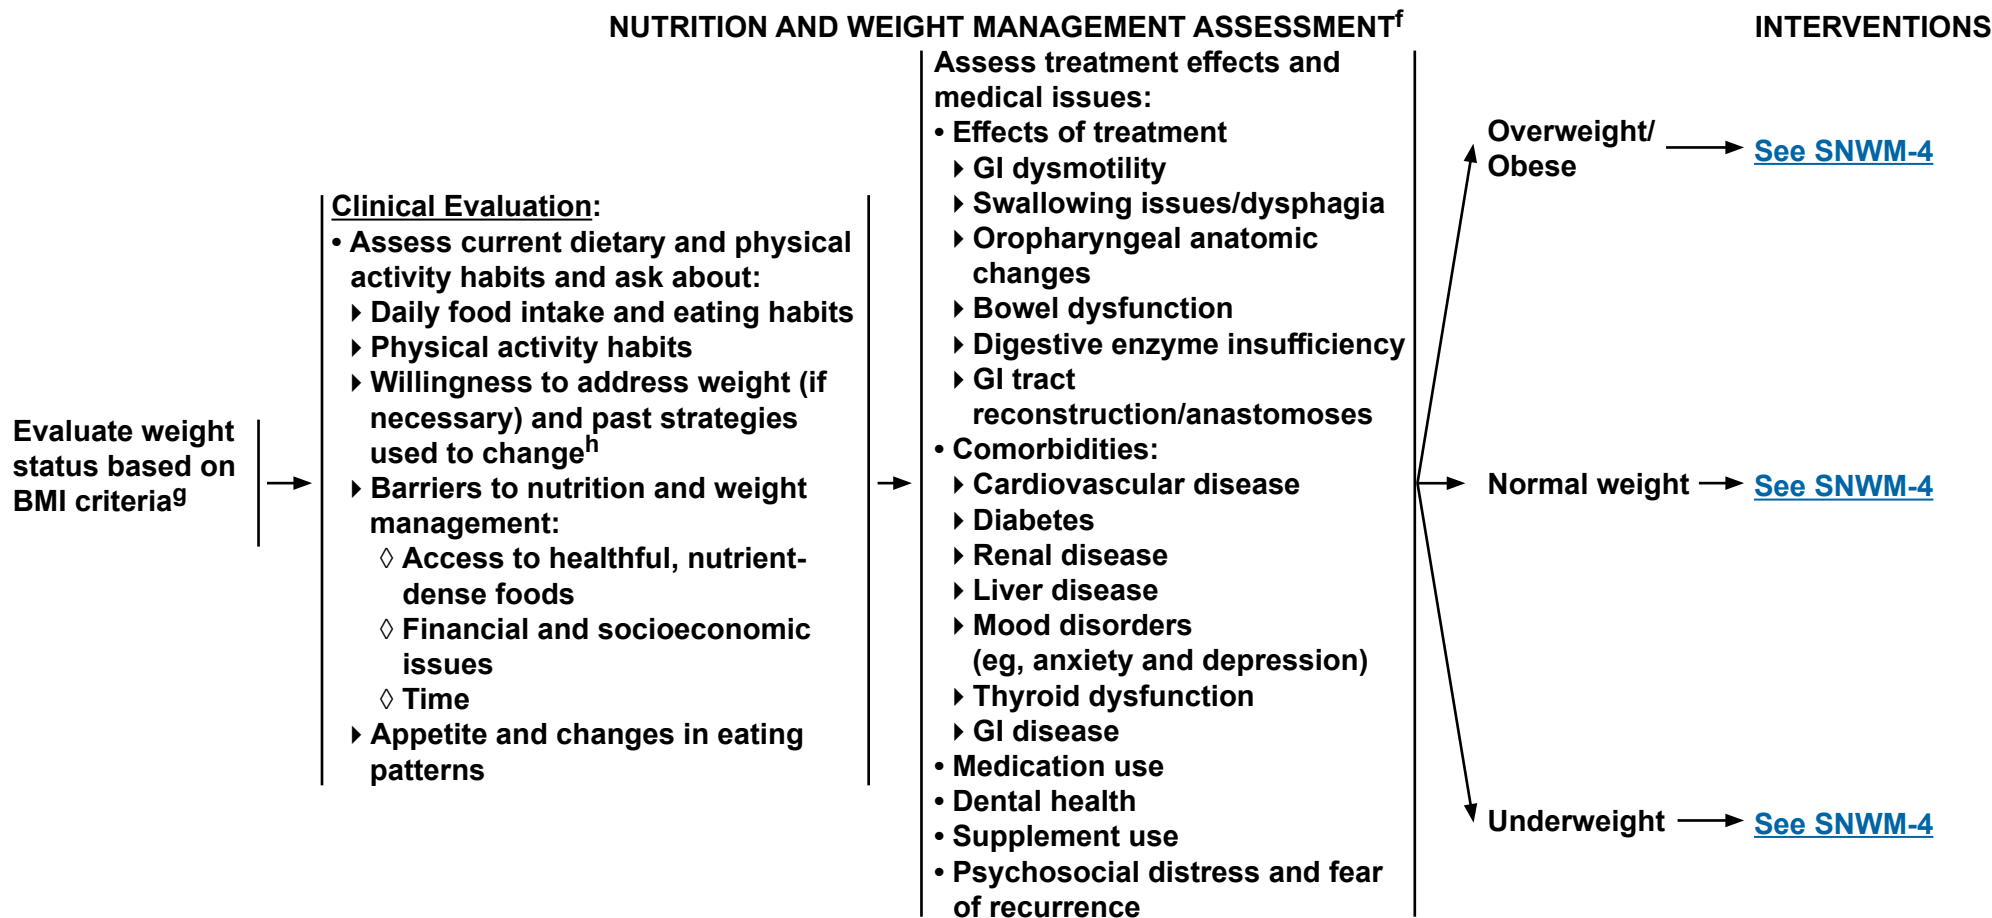 NUTRITION AND WEIGHT MANAGEMENT ASSESSMENTf
INTERVENTIONS
Evaluate weight
status based on
BMI criteriag
Clinical Evaluation:
• Assess current dietary and physical
activity habits and ask about:
‣ Daily food intake and eating habits
‣ Physical activity habits
‣ Willingness to address weight (if
necessary) and past strategies
used to changeh
‣ Barriers to nutrition and weight
management:
◊ Access to healthful, nutrient-
dense foods
◊ Financial and socioeconomic
issues
◊ Time
‣ Appetite and changes in eating
patterns
Assess treatment effects and
medical issues:
• Effects of treatment
‣ GI dysmotility
‣ Swallowing issues/dysphagia
‣ Oropharyngeal anatomic
changes
‣ Bowel dysfunction
‣ Digestive enzyme insufficiency
‣ GI tract
reconstruction/anastomoses
• Comorbidities:
‣ Cardiovascular disease
‣ Diabetes
‣ Renal disease
‣ Liver disease
‣ Mood disorders
(eg, anxiety and depression)
‣ Thyroid dysfunction
‣ GI disease
• Medication use
• Dental health
• Supplement use
• Psychosocial distress and fear
of recurrence
Overweight/
Obese
See SNWM-4
Normal weight
See SNWM-4
Underweight
See SNWM-4